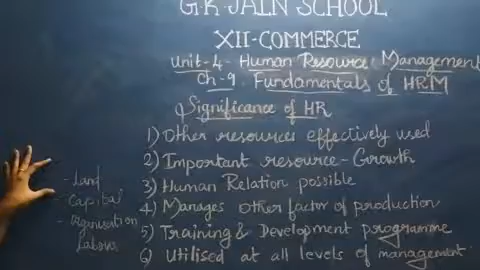 G.R JAIN SCHOOL
XII-COMMERCE
Unit-4- Human Resource Management
Ch-9. Fundamentals of HRM
Significance of HR
1) Other resources effectively used
2) Important resource - Growth
3) Human Relation possible
4) Manages Other factor of production
5) Training & Development programme
6) Utilised at all levels of management
- Land
- Capital
- Organisation
Labour